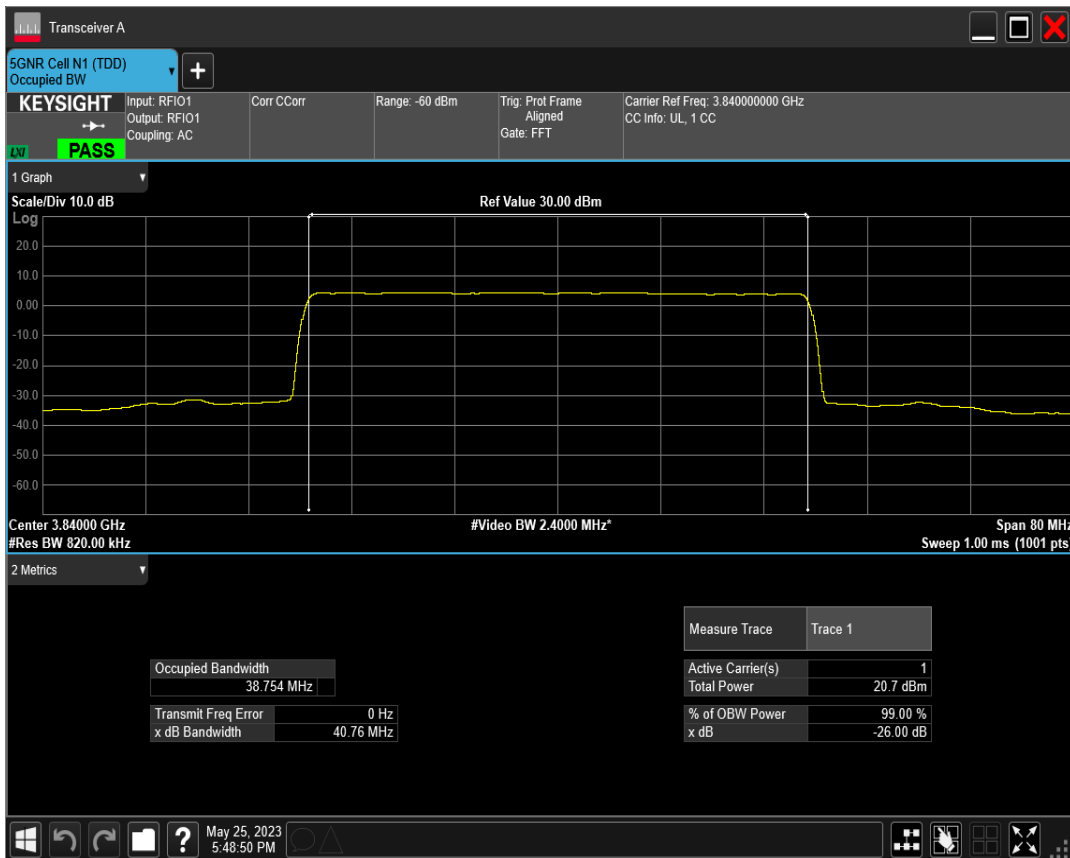 Transceiver A
5GNR Cell N1 (TDD)
Occupied BW
KEYSIGHT
LXI
PASS
Input: RFIO1
Output: RFIO1
Coupling: AC
Corr CCorr
Range: -60 dBm
Trig: Prot Frame
Aligned
Gate: FFT
Carrier Ref Freq: 3.840000000 GHz
CC Info: UL, 1 CC
1 Graph
Scale/Div 10.0 dB
Ref Value 30.00 dBm
Log
20.0
10.0
0.00
-10.0
-20.0
-30.0
-40.0
-50.0
-60.0
Center 3.84000 GHz
#Video BW 2.4000 MHz*
Span 80 MHz
#Res BW 820.00 kHz
Sweep 1.00 ms (1001 pts)
2 Metrics
Measure Trace Trace 1
Occupied Bandwidth
38.754 MHz
Active Carrier(s) 1
Total Power 20.7 dBm
Transmit Freq Error 0 Hz
x dB Bandwidth 40.76 MHz
% of OBW Power 99.00 %
x dB -26.00 dB
?
May 25, 2023
5:48:50 PM